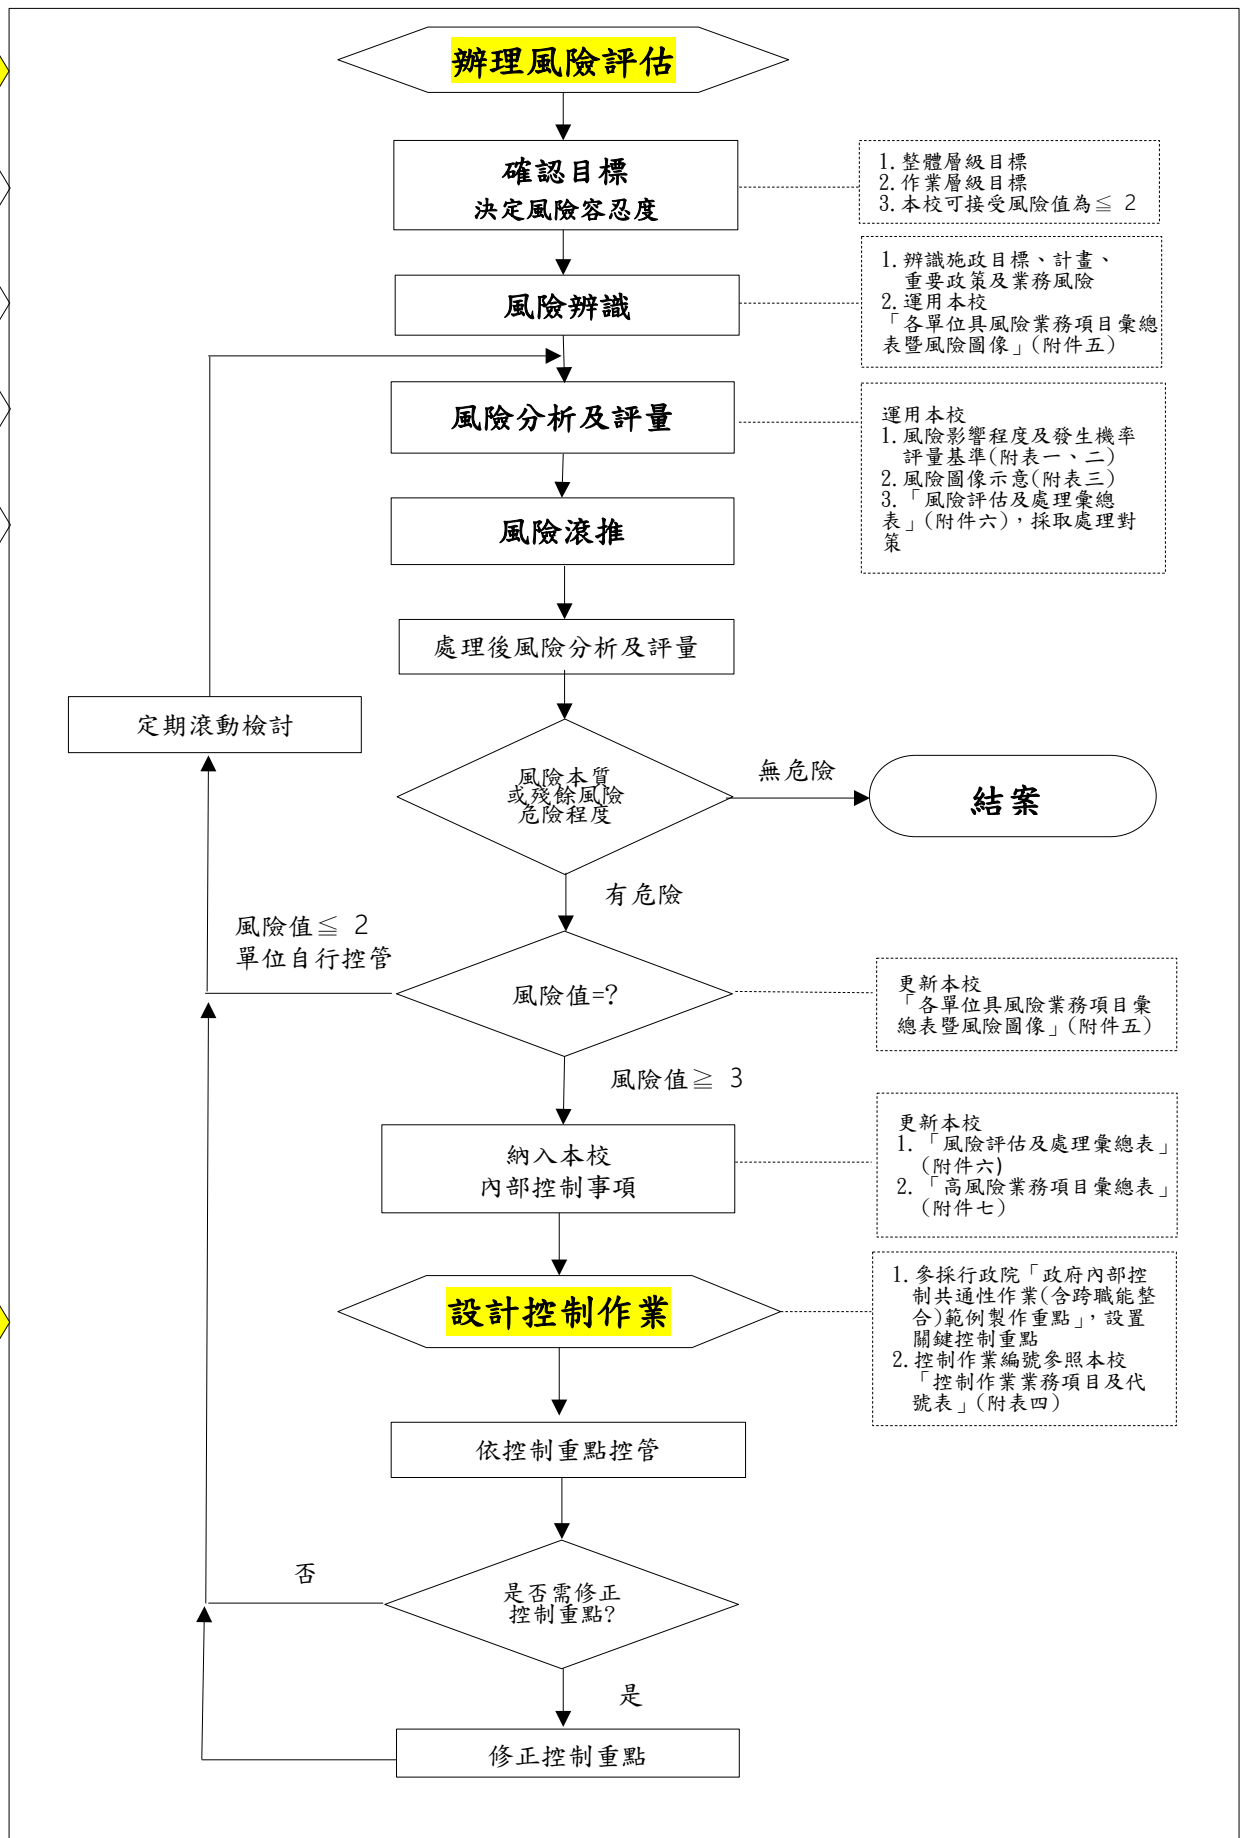 辦理風險評估
確認目標
決定風險容忍度
1.整體層級目標
2.作業層級目標
3.本校可接受風險值為≦ 2
風險辨識
1.辨識施政目標、計畫、
重要政策及業務風險
2.運用本校
「各單位具風險業務項目彙總
表暨風險圖像」(附件五)
風險分析及評量
運用本校
1.風險影響程度及發生機率
評量基準(附表一、二)
2.風險圖像示意(附表三)
3.「風險評估及處理彙總
表」(附件六)，採取處理對
策
風險滾推
處理後風險分析及評量
定期滾動檢討
風險本質
或殘餘風險
危險程度
無危險
結案
有危險
風險值≦ 2
單位自行控管
風險值=?
更新本校
「各單位具風險業務項目彙
總表暨風險圖像」(附件五)
風險值≧ 3
納入本校
內部控制事項
更新本校
1.「風險評估及處理彙總表」
(附件六)
2.「高風險業務項目彙總表」
(附件七)
設計控制作業
1.參採行政院「政府內部控
制共通性作業(含跨職能整
合)範例製作重點」，設置
關鍵控制重點
2.控制作業編號參照本校
「控制作業業務項目及代
號表」(附表四)
依控制重點控管
否
是否需修正
控制重點?
是
修正控制重點